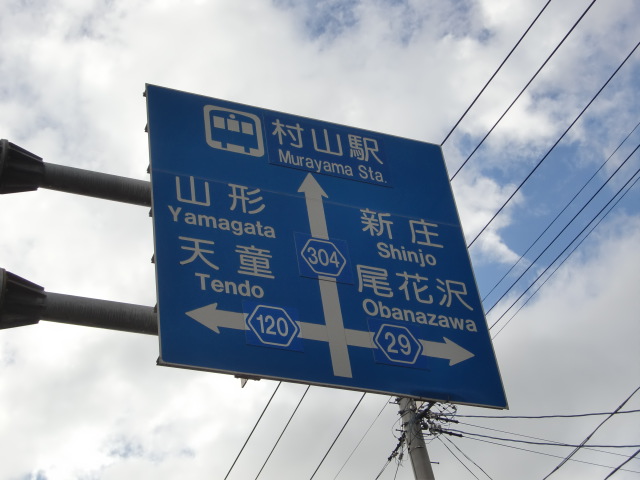 村山駅
Murayama Sta.
山形
Yamagata
天童
Tendo
新庄
Shinjo
尾花沢
Obanazawa
304
120
29